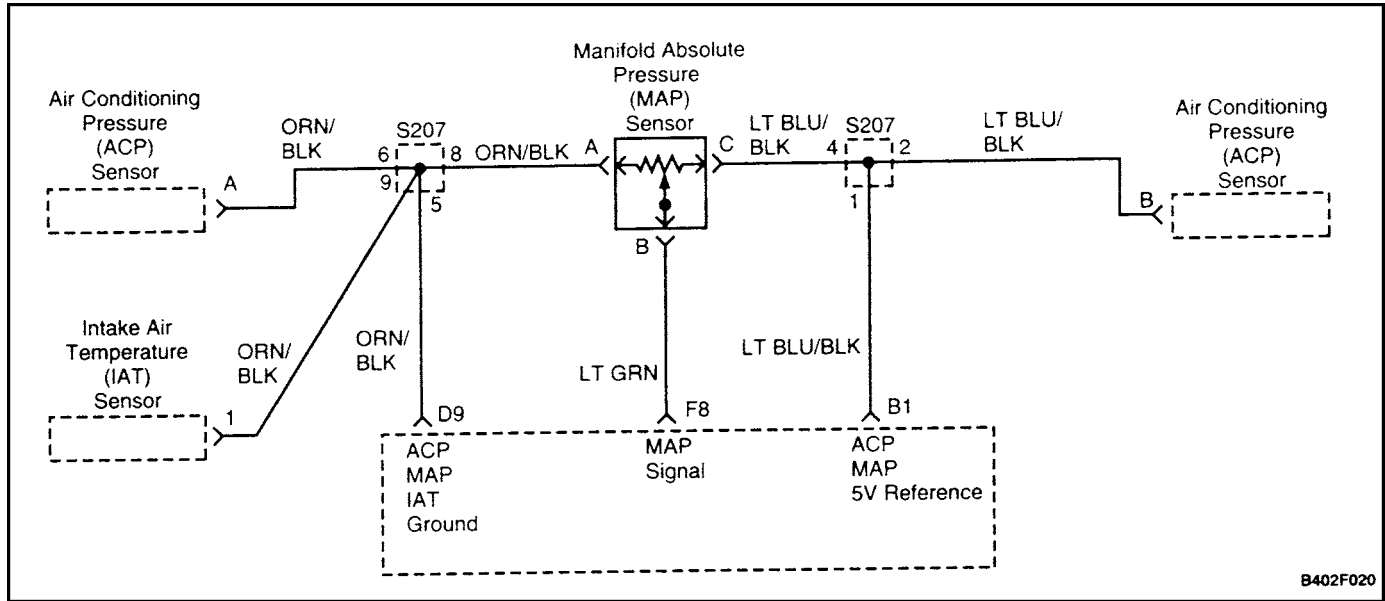 Manifold Absolute
Pressure
(MAP)
Sensor
Air Conditioning
Pressure
(ACP)
Sensor
A
ORN/
BLK
6
S207
8
9
5
ORN/BLK
A
C
B
LT BLU/
BLK
4
S207
2
1
LT BLU/
BLK
Air Conditioning
Pressure
(ACP)
Sensor
B
Intake Air
Temperature
(IAT)
Sensor
1
ORN/
BLK
ORN/
BLK
LT GRN
LT BLU/BLK
D9
F8
B1
ACP
MAP
IAT
Ground
MAP
Signal
ACP
MAP
5V Reference
B402F020